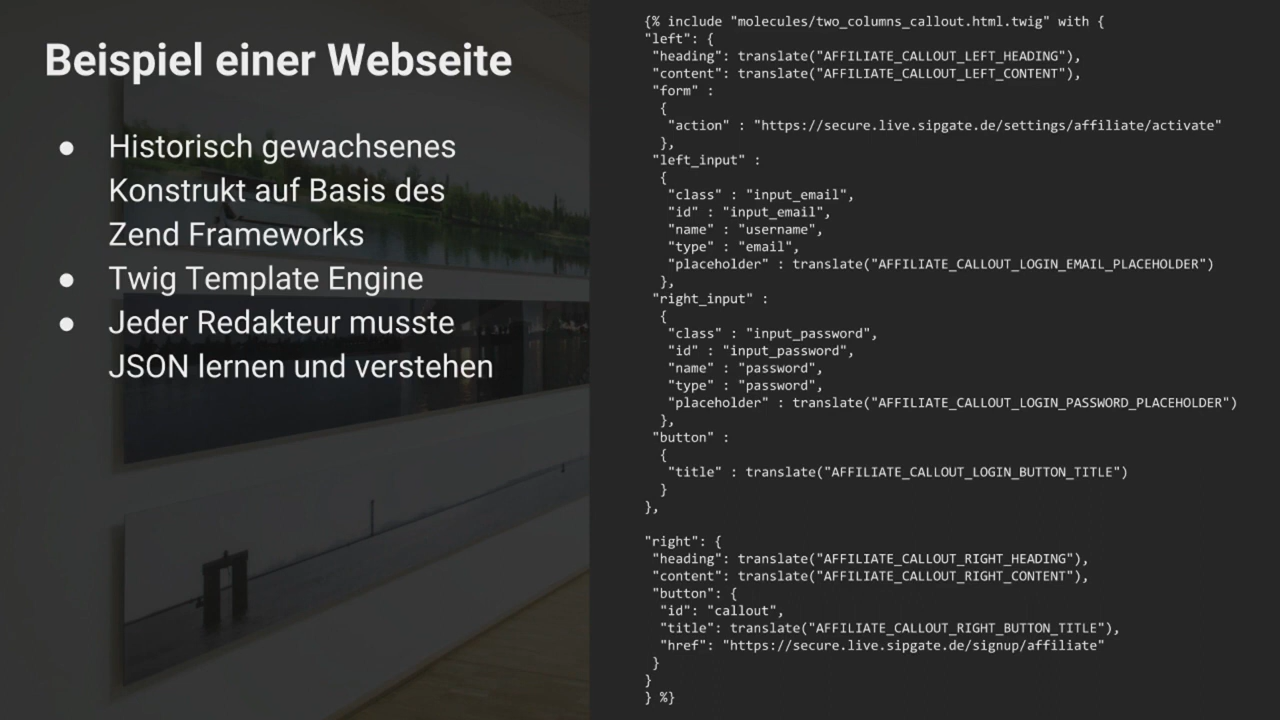 Beispiel einer Webseite
● Historisch gewachsenes
Konstrukt auf Basis des
Zend Frameworks
● Twig Template Engine
● Jeder Redakteur musste
JSON lernen und verstehen
{% include "molecules/two_columns_callout.html.twig" with {
"left": {
"heading": translate("AFFILIATE_CALLOUT_LEFT_HEADING"),
"content": translate("AFFILIATE_CALLOUT_LEFT_CONTENT"),
"form" :
{
"action" : "https://secure.live.sipgate.de/settings/affiliate/activate"
},
"left_input" :
{
"class" : "input_email",
"id" : "input_email",
"name" : "username",
"type" : "email",
"placeholder" : translate("AFFILIATE_CALLOUT_LOGIN_EMAIL_PLACEHOLDER")
},
"right_input" :
{
"class" : "input_password",
"id" : "input_password",
"name" : "password",
"type" : "password",
"placeholder" : translate("AFFILIATE_CALLOUT_LOGIN_PASSWORD_PLACEHOLDER")
},
"button" :
{
"title" : translate("AFFILIATE_CALLOUT_LOGIN_BUTTON_TITLE")
}
},
"right": {
"heading": translate("AFFILIATE_CALLOUT_RIGHT_HEADING"),
"content": translate("AFFILIATE_CALLOUT_RIGHT_CONTENT"),
"button": {
"id": "callout",
"title": translate("AFFILIATE_CALLOUT_RIGHT_BUTTON_TITLE"),
"href": "https://secure.live.sipgate.de/signup/affiliate"
}
}
} %}